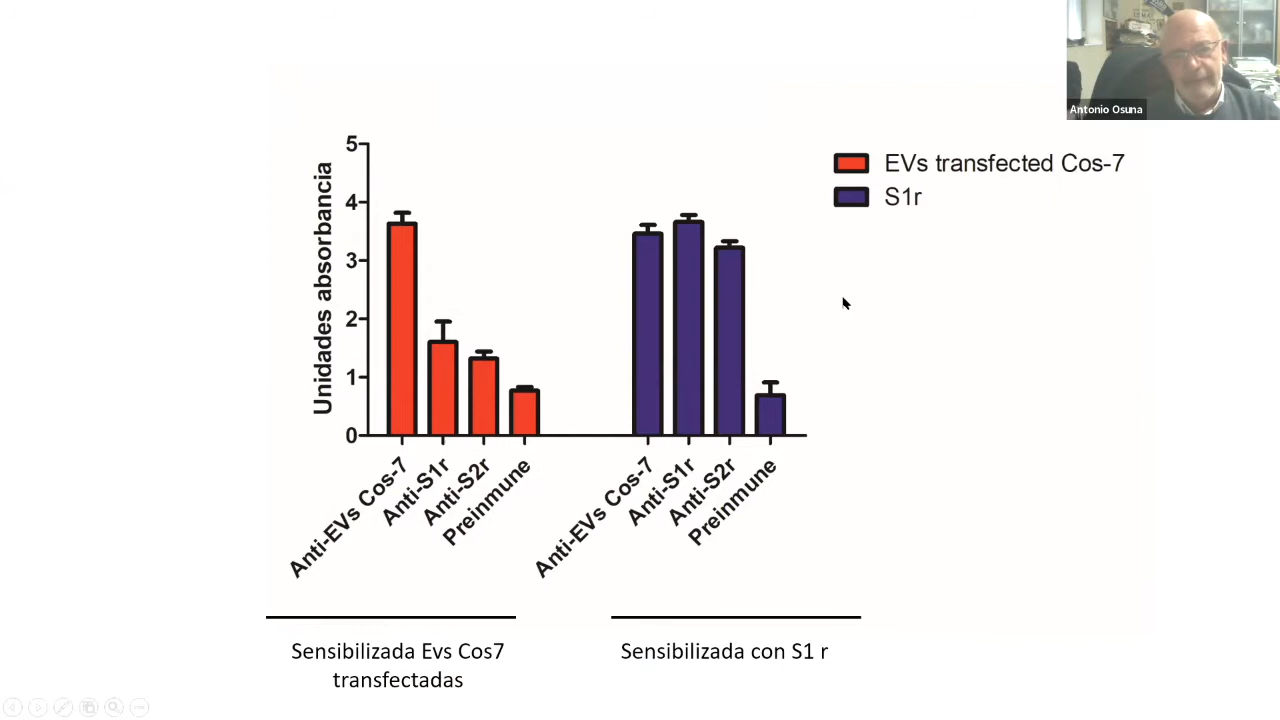 Antonio Osuna
EVs transfected Cos-7
S1r
Unidades absorbancia
5
4
3
2
1
0
Anti-EVs Cos-7
Anti-S1r
Anti-S2r
Preinmune
Anti-EVs Cos-7
Anti-S1r
Anti-S2r
Preinmune
Sensibilizada Evs Cos7
transfectadas
Sensibilizada con S1 r